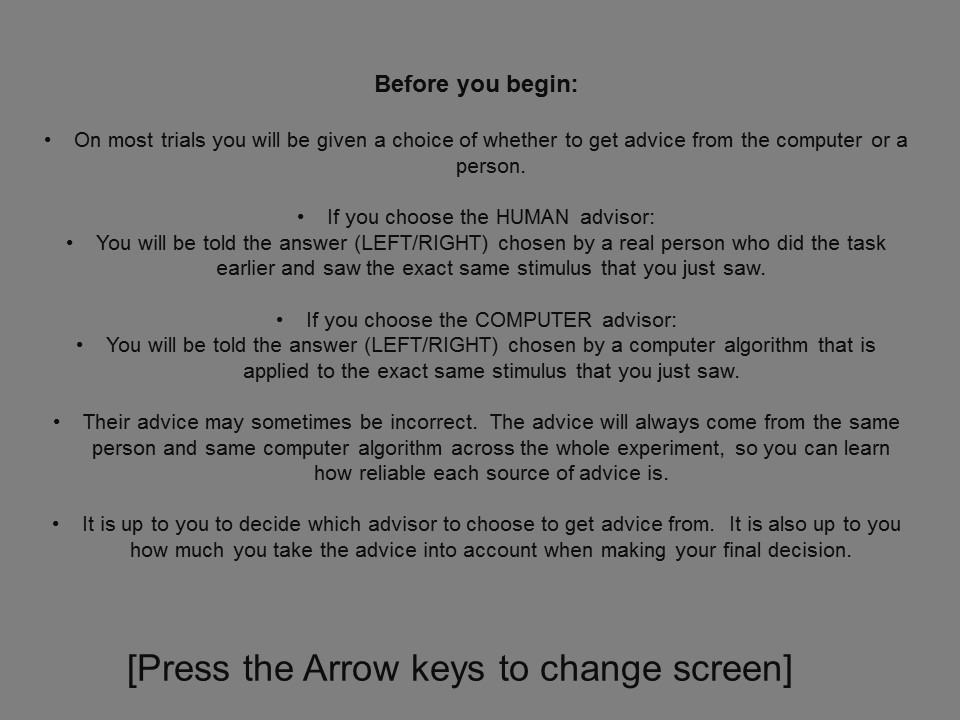 Before you begin:
• On most trials you will be given a choice of whether to get advice from the computer or a
person.
• If you choose the HUMAN advisor:
• You will be told the answer (LEFT/RIGHT) chosen by a real person who did the task
earlier and saw the exact same stimulus that you just saw.
• If you choose the COMPUTER advisor:
• You will be told the answer (LEFT/RIGHT) chosen by a computer algorithm that is
applied to the exact same stimulus that you just saw.
• Their advice may sometimes be incorrect. The advice will always come from the same
person and same computer algorithm across the whole experiment, so you can learn
how reliable each source of advice is.
• It is up to you to decide which advisor to choose to get advice from. It is also up to you
how much you take the advice into account when making your final decision.
[Press the Arrow keys to change screen]